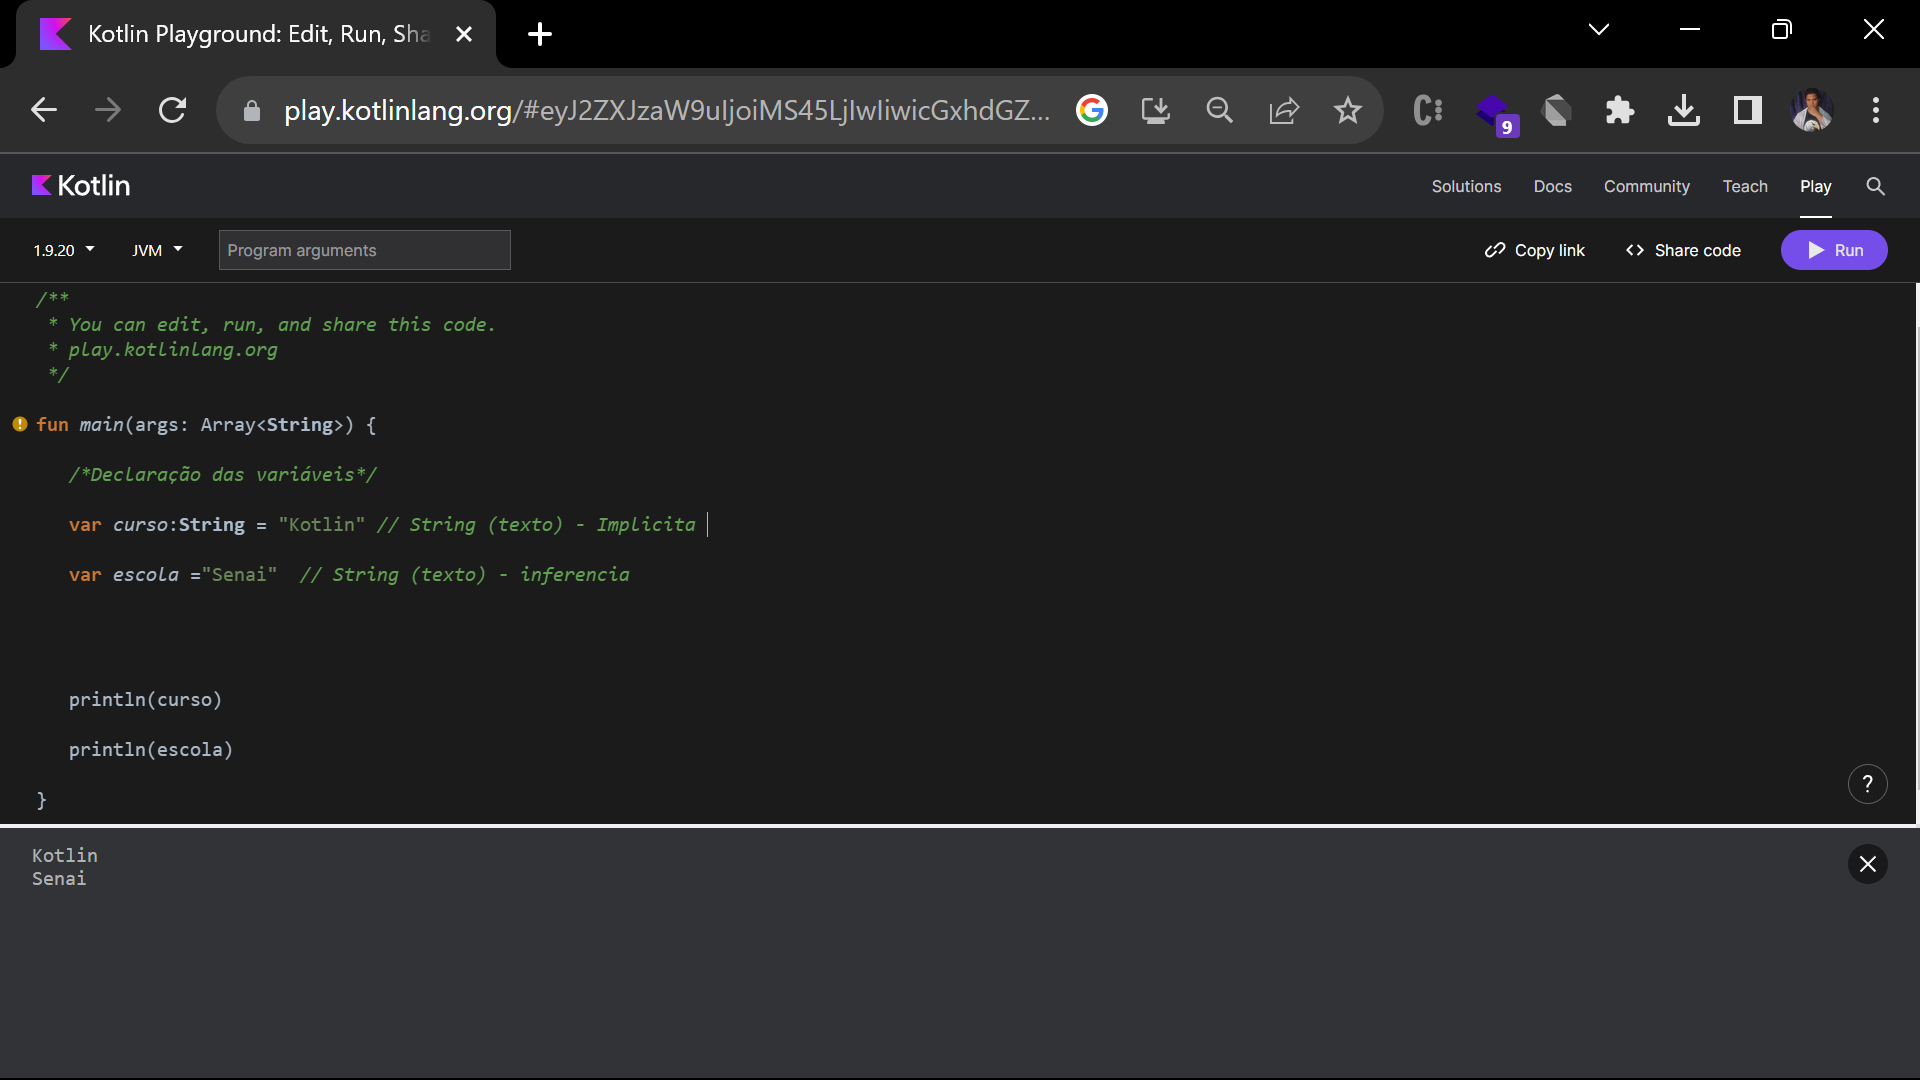 Kotlin Playground: Edit, Run, Sha
play.kotlinlang.org/#eyJ2ZXJzaW9uIjoiMS45LjIwIiwicGxhdGZ...
9
Kotlin
Solutions Docs Community Teach Play
1.9.20 JVM Program arguments Copy link <> Share code Run
/**
* You can edit, run, and share this code.
* play.kotlinlang.org
*/
fun main(args: Array<String>) {
/*Declaração das variáveis*/
var curso:String = "Kotlin" // String (texto) - Implicita
var escola ="Senai"  // String (texto) - inferencia
println(curso)
println(escola)
}
?
Kotlin
Senai